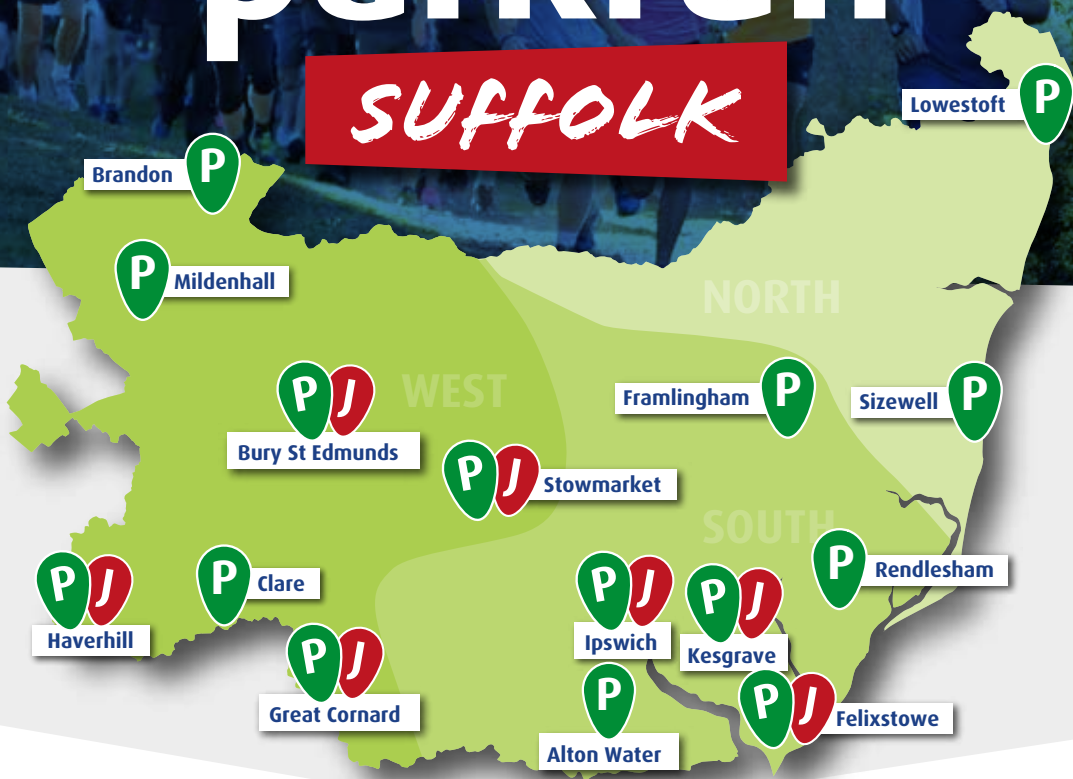 SUFFOLK
Lowestoft
P
Brandon
P
P
Mildenhall
NORTH
WEST
P J
Bury St Edmunds
Framlingham
P
Sizewell
P
P J
Stowmarket
SOUTH
P
Rendlesham
P J
Haverhill
P
Clare
P J
Ipswich
P J
Kesgrave
P J
Great Cornard
P
Alton Water
P J
Felixstowe